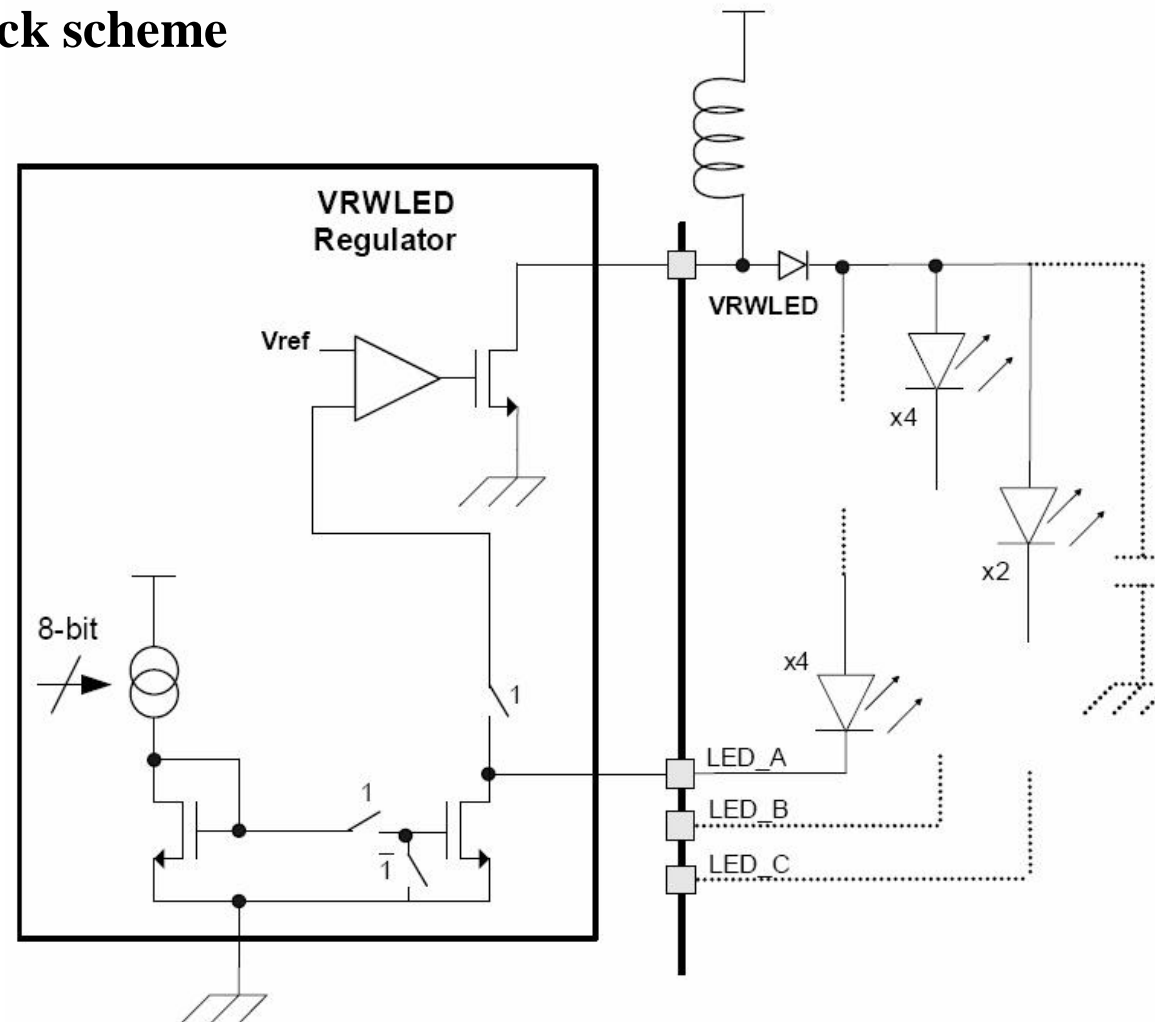 ck scheme
VRWLED
Regulator
Vref
VRWLED
x4
x2
8-bit
x4
1
LED_A
1
LED_B
1
LED_C